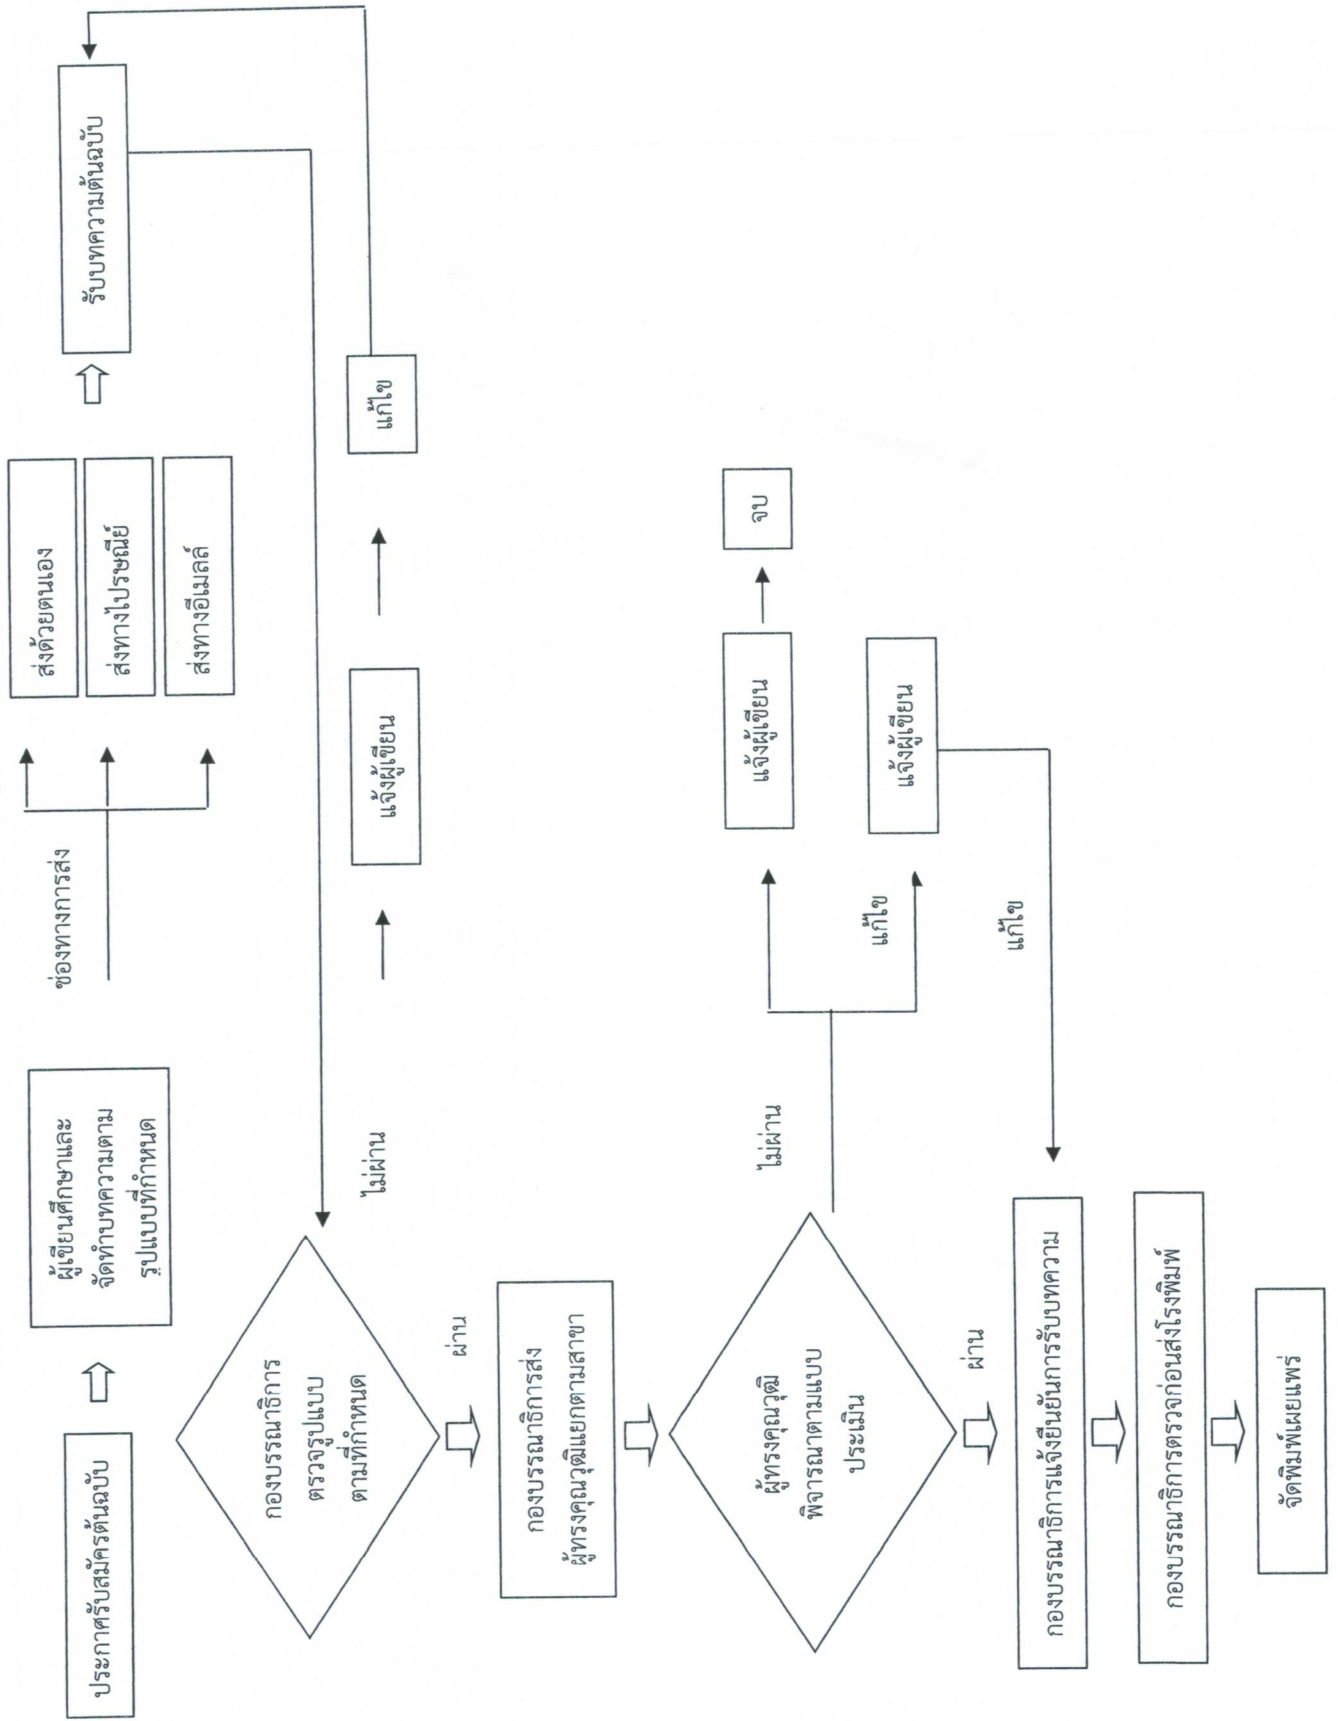 ประกาศรับสมัครต้นฉบับ
ผู้เขียนศึกษาและ
จัดทำบทความตาม
รูปแบบที่กำหนด
ช่องทางการส่ง
ส่งด้วยตนเอง
ส่งทางไปรษณีย์
ส่งทางอีเมลล์
รับบทความต้นฉบับ
กองบรรณาธิการ
ตรวจรูปแบบ
ตามที่กำหนด
ไม่ผ่าน
แจ้งผู้เขียน
แก้ไข
ผ่าน
กองบรรณาธิการส่ง
ผู้ทรงคุณวุฒิแยกตามสาขา
ผู้ทรงคุณวุฒิ
พิจารณาตามแบบ
ประเมิน
ไม่ผ่าน
แจ้งผู้เขียน
จบ
แก้ไข
แจ้งผู้เขียน
แก้ไข
ผ่าน
กองบรรณาธิการแจ้งยืนยันการรับบทความ
กองบรรณาธิการตรวจก่อนส่งโรงพิมพ์
จัดพิมพ์เผยแพร่